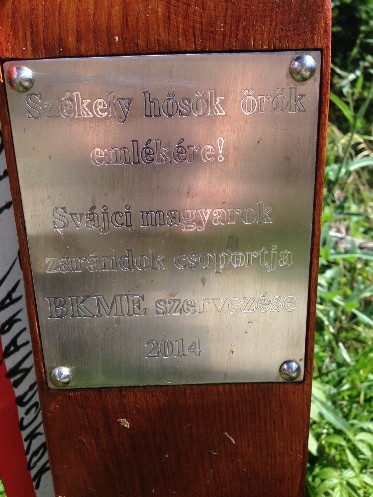 Székely hősök örök
emlékére!
Svájci magyarok
zarándok csoportja
BKME szervezése
2014